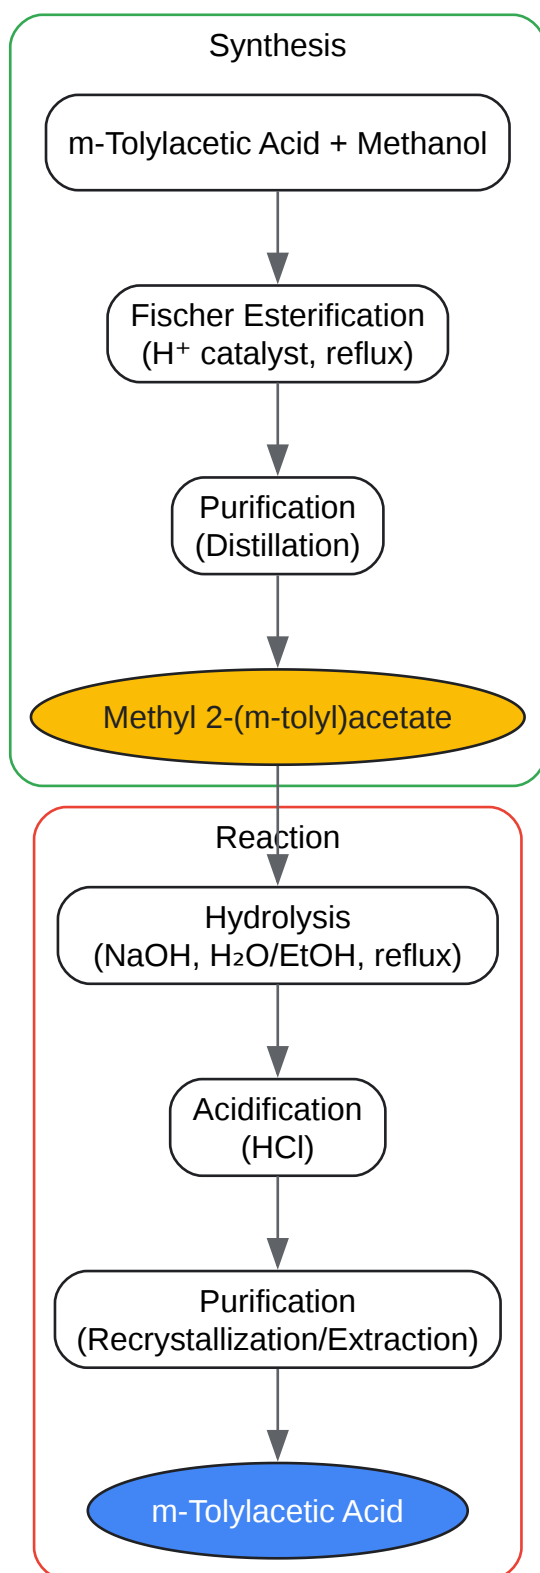 Synthesis
m-Tolylacetic Acid + Methanol
Fischer Esterification
(H⁺ catalyst, reflux)
Purification
(Distillation)
Methyl 2-(m-tolyl)acetate
Reaction
Hydrolysis
(NaOH, H₂O/EtOH, reflux)
Acidification
(HCl)
Purification
(Recrystallization/Extraction)
m-Tolylacetic Acid